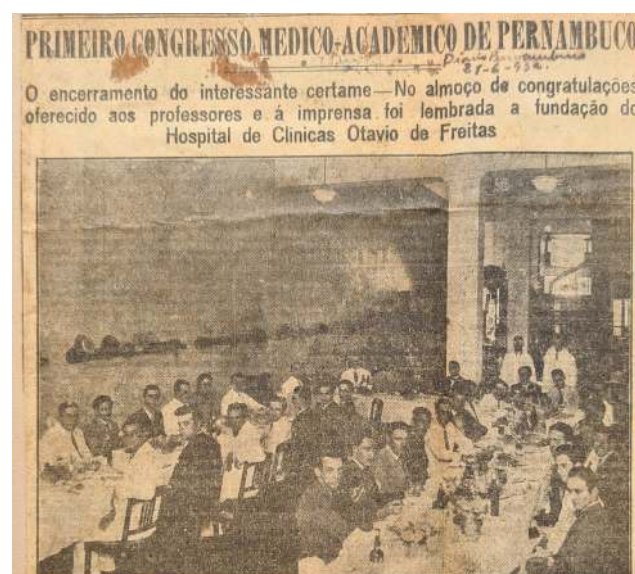 PRIMEIRO CONGRESSO MEDICO-ACADEMICO DE PERNAMBUCO
O encerramento do interessante certame—No almoço de congratulações
oferecido aos professores e á imprensa foi lembrada a fundação do
Hospital de Clinicas Otavio de Freitas